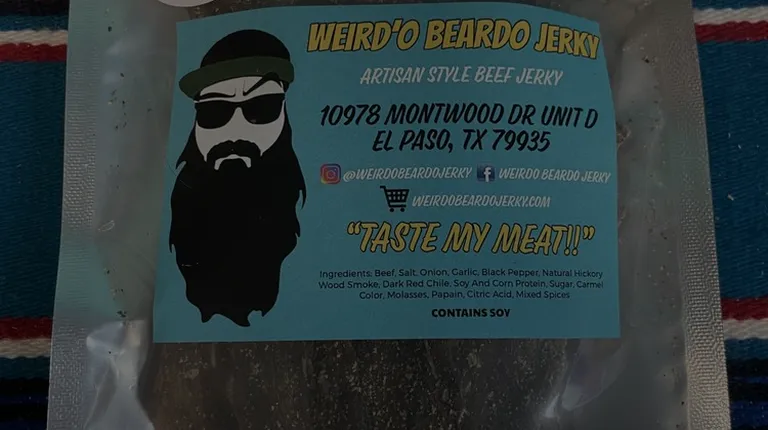 WEIRD'O BEARDO JERKY
ARTISAN STYLE BEEF JERKY
10978 MONTWOOD DR UNIT D
EL PASO, TX 79935
@WEIRDOBEARDOJERKY f WEIRDO BEARDO JERKY
WEIRDOBEARDOJERKY.COM
"TASTE MY MEAT!!"
Ingredients: Beef, Salt, Onion, Garlic, Black Pepper, Natural Hickory
Wood Smoke, Dark Red Chile, Soy And Corn Protein, Sugar, Carmel
Color, Molasses, Papain, Citric Acid, Mixed Spices
CONTAINS SOY